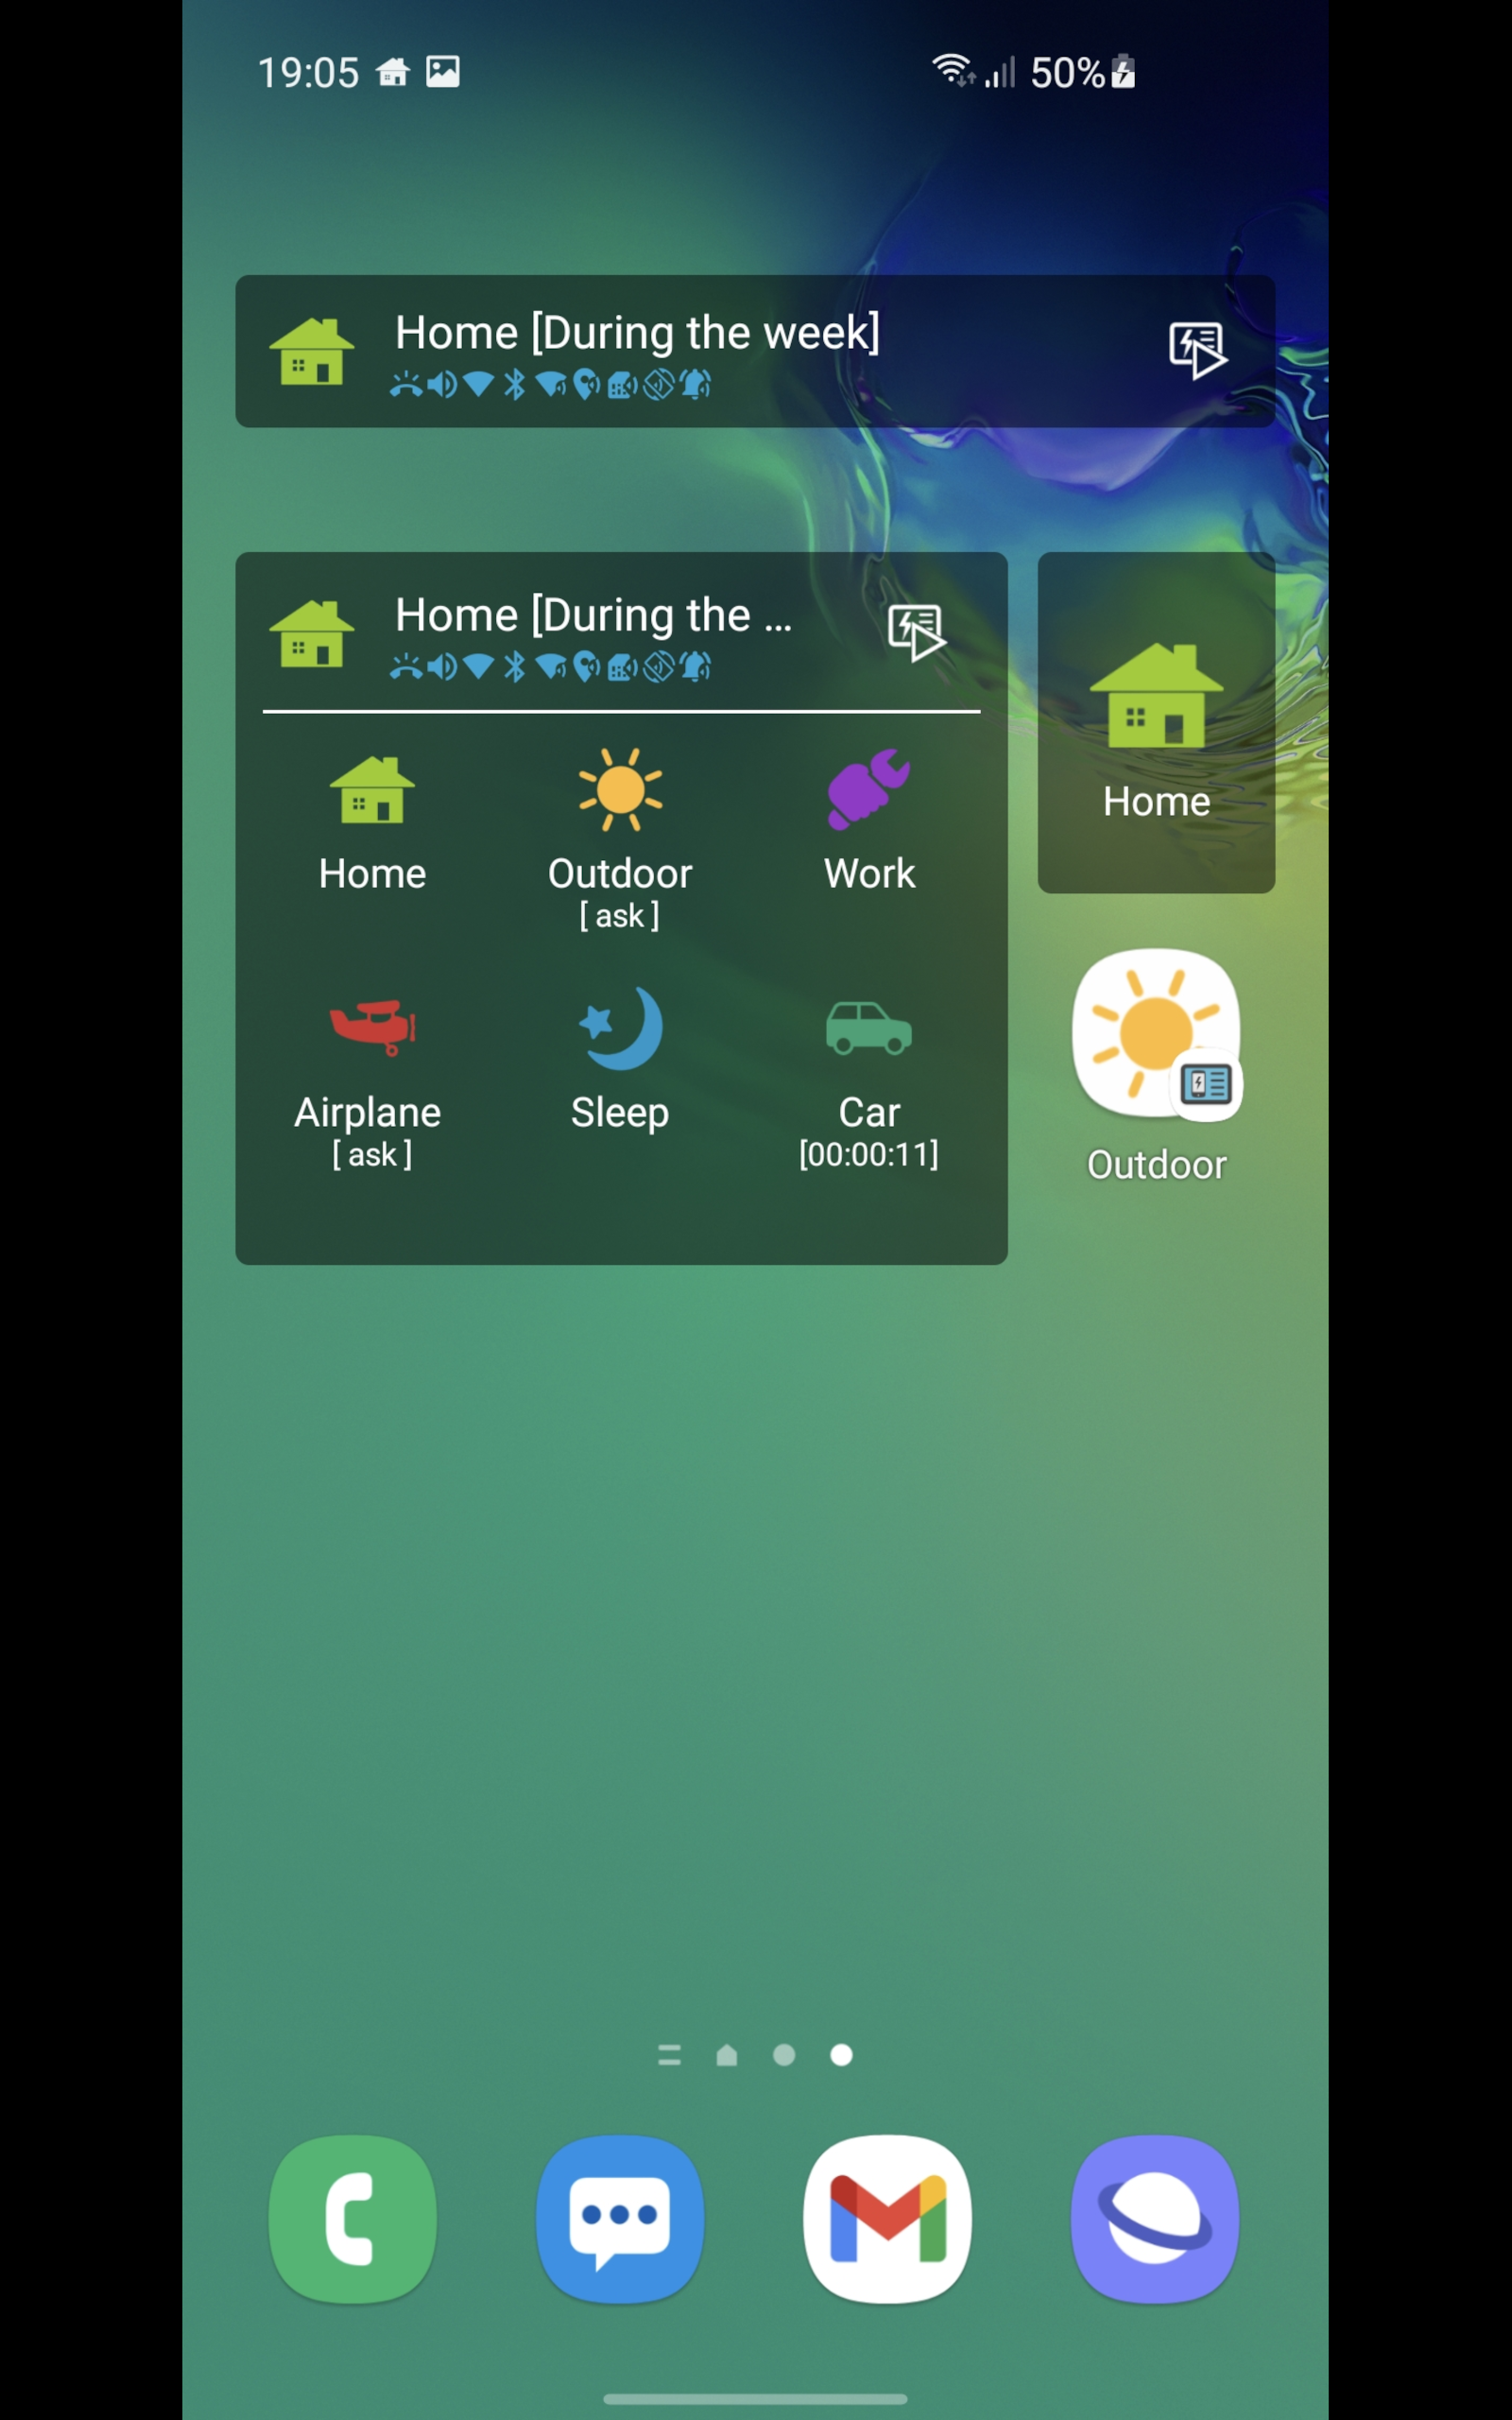 19:05
50%
Home [During the week]
Home [During the ...
Home
Outdoor
[ ask ]
Work
Airplane
[ ask ]
Sleep
Car
[00:00:11]
Home
Outdoor